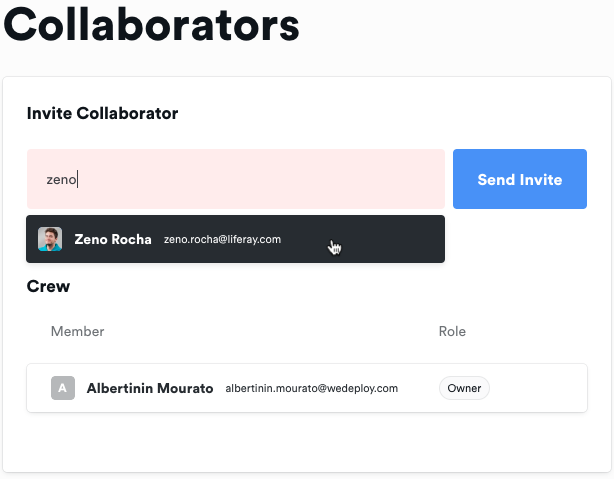 Collaborators
Invite Collaborator
zeno
Send Invite
Zeno Rocha zeno.rocha@liferay.com
Crew
Member Role
A Albertinin Mourato albertinin.mourato@wedeploy.com Owner